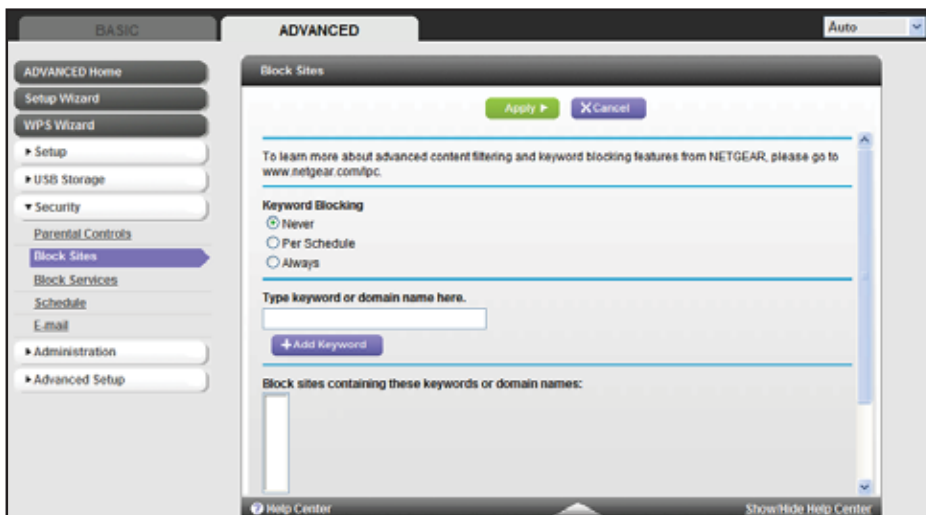 BASIC
ADVANCED
Auto
ADVANCED Home
Setup Wizard
WPS Wizard
Setup
USB Storage
Security
Parental Controls
Block Sites
Block Services
Schedule
E-mail
Administration
Advanced Setup
Block Sites
Apply
Cancel
To learn more about advanced content filtering and keyword blocking features from NETGEAR, please go to
www.netgear.com/lpc.
Keyword Blocking
Never
Per Schedule
Always
Type keyword or domain name here.
Add Keyword
Block sites containing these keywords or domain names:
Help Center
Show/Hide Help Center